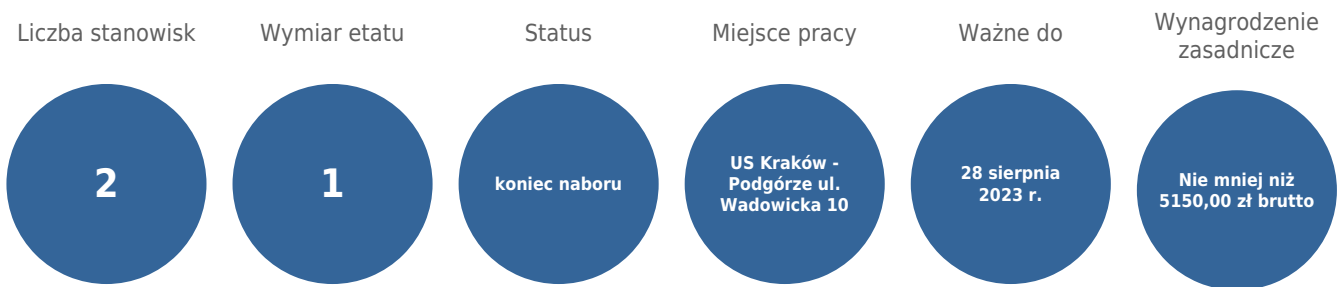 Liczba stanowisk
Wymiar etatu
Status
Miejsce pracy
Ważne do
Wynagrodzenie
zasadnicze
2
1
koniec naboru
US Kraków -
Podgórze ul.
Wadowicka 10
28 sierpnia
2023 r.
Nie mniej niż
5150,00 zł brutto